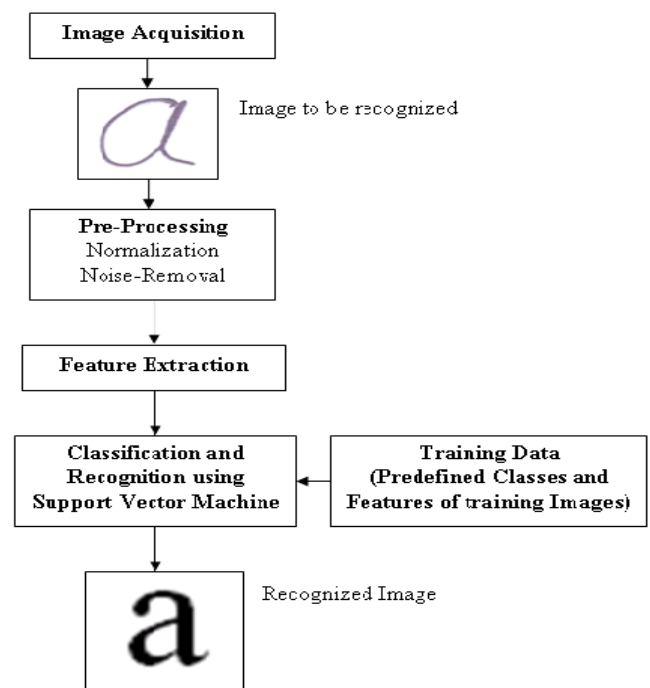 Image Acquisition
a
Image to be recognized
Pre-Processing
Normalization
Noise-Removal
Feature Extraction
Classification and
Recognition using
Support Vector Machine
Training Data
(Predefined Classes and
Features of training Images)
a
Recognized Image